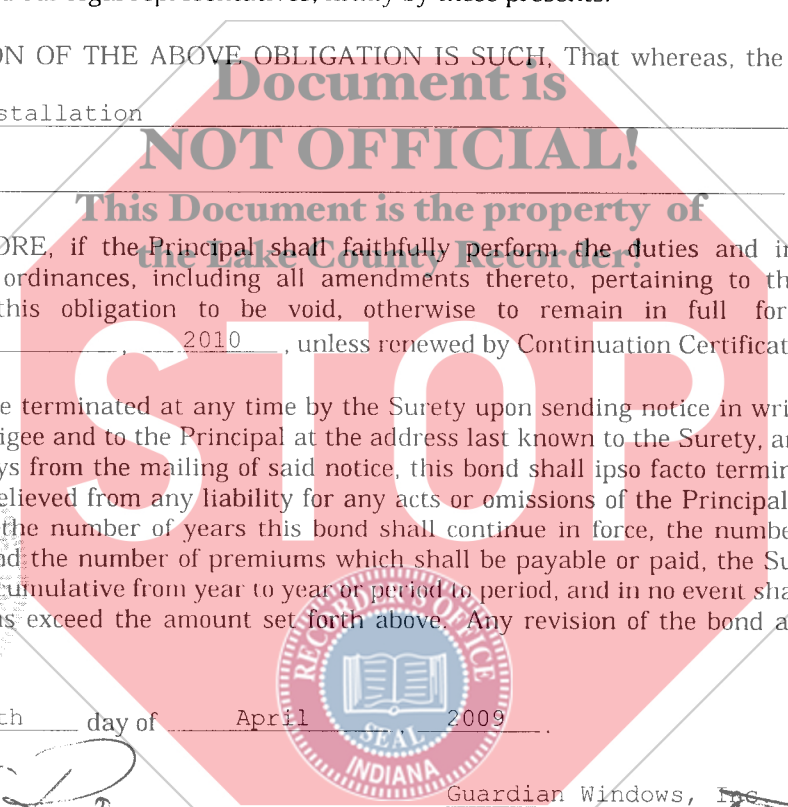 ON OF THE ABOVE OBLIGATION IS SUCH, That whereas, the
Document is
stallation
NOT OFFICIAL!
This Document is the property of
ORE, if the Principal shall faithfully perform the duties and in
the Lake County Recorder!
ordinances, including all amendments thereto, pertaining to th
this obligation to be void, otherwise to remain in full for
, 2010 , unless renewed by Continuation Certificat
STOP
e terminated at any time by the Surety upon sending notice in wri
igee and to the Principal at the address last known to the Surety, a
ys from the mailing of said notice, this bond shall ipso facto termin
elieved from any liability for any acts or omissions of the Principal
the number of years this bond shall continue in force, the numbe
nd the number of premiums which shall be payable or paid, the Su
cumulative from year to year or period to period, and in no event sha
as exceed the amount set forth above. Any revision of the bond a
RECORDER'S OFFICE
SEAL
INDIANA
th day of April , 2009 .
Guardian Windows, Inc